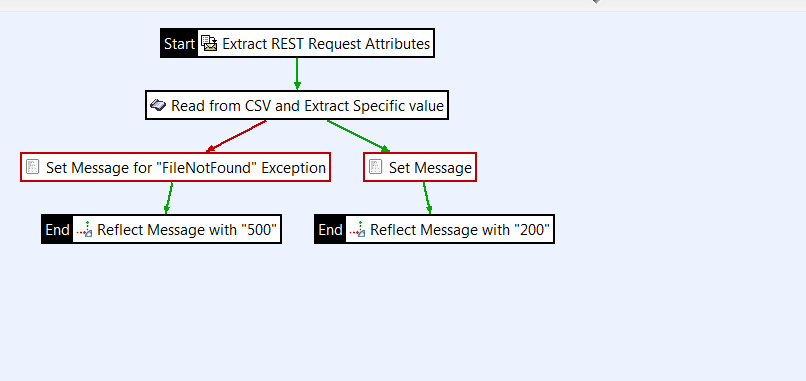 Start Extract REST Request Attributes
Read from CSV and Extract Specific value
Set Message for "FileNotFound" Exception
Set Message
End Reflect Message with "500"
End Reflect Message with "200"